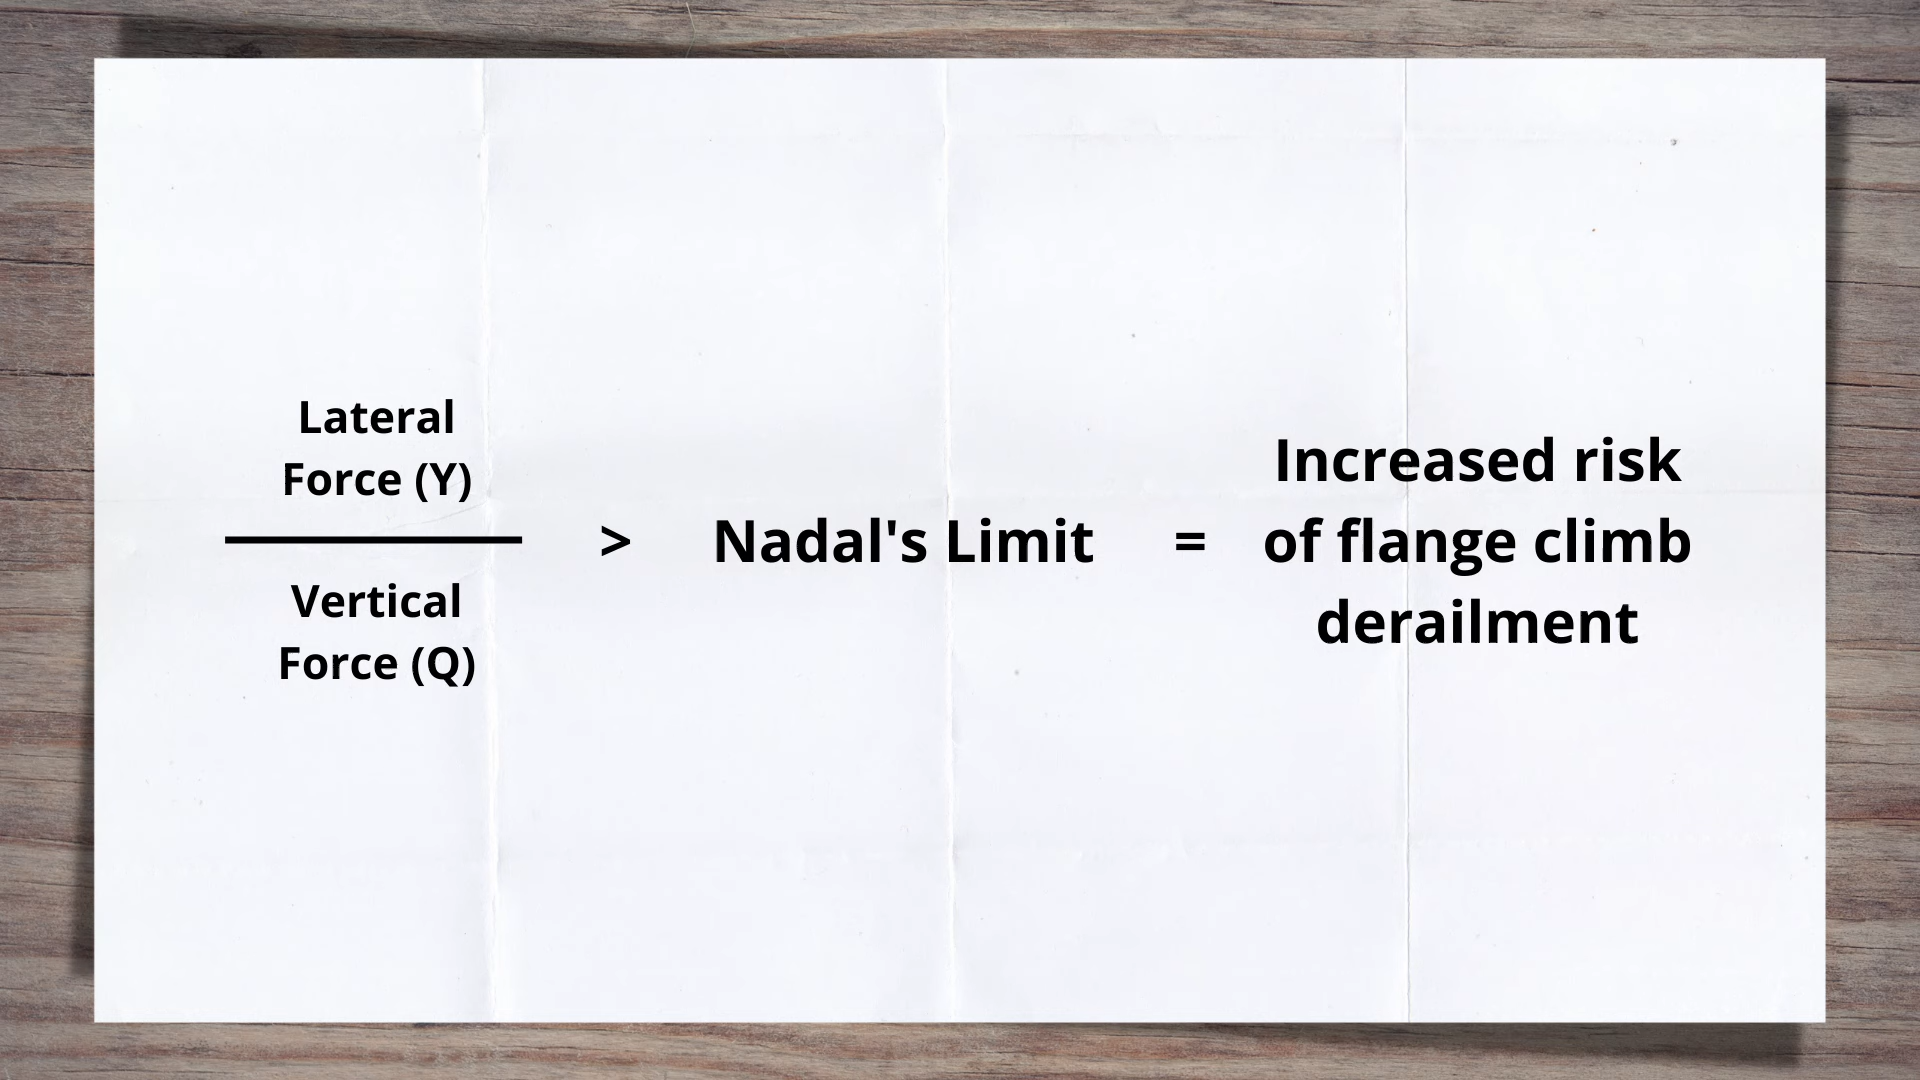 Lateral
Force (Y)
Vertical
Force (Q)
>
Nadal's Limit
=
Increased risk
of flange climb
derailment